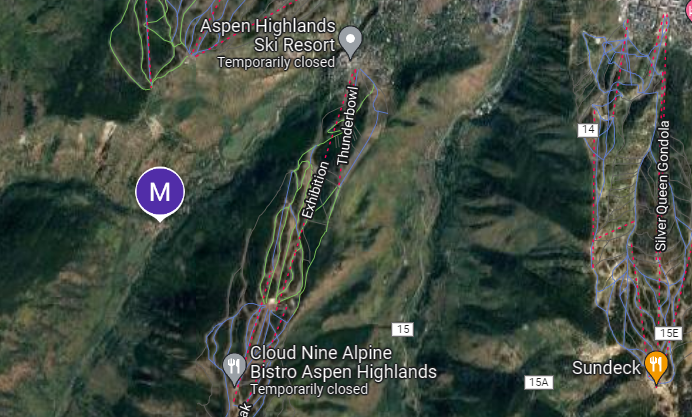 Aspen Highlands
Ski Resort
Temporarily closed
Thunderbowl
14
Exhibition
M
Silver Queen Gondola
15
15E
Cloud Nine Alpine
Bistro Aspen Highlands
Temporarily closed
Sundeck
15A
ak